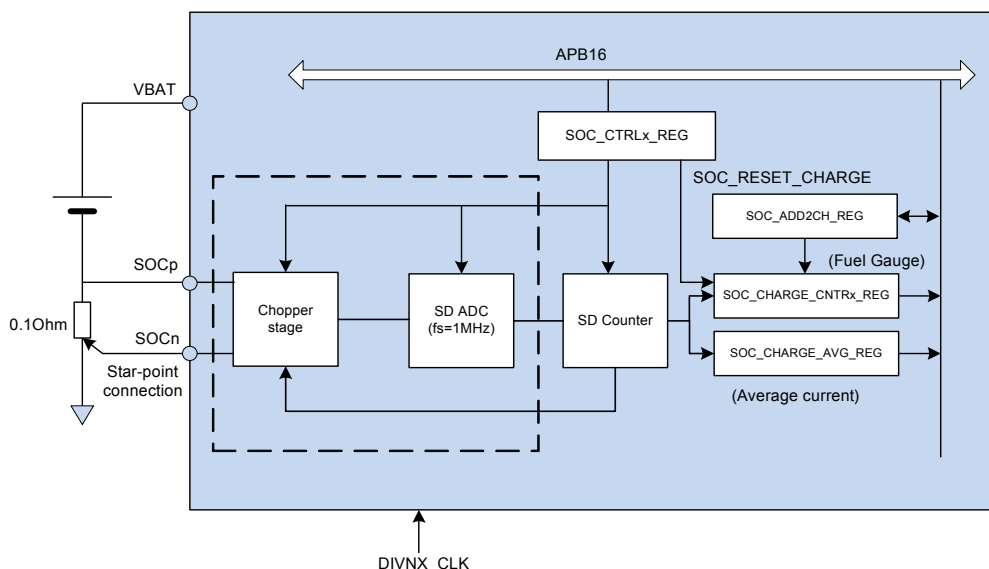 APB16
VBAT
SOC_CTRLx_REG
SOC_RESET_CHARGE
SOC_ADD2CH_REG
(Fuel Gauge)
SOCp
Chopper
stage
SD ADC
(fs=1MHz)
SD Counter
SOC_CHARGE_CNTRx_REG
0.1Ohm
SOCn
SOC_CHARGE_AVG_REG
Star-point
connection
(Average current)
DIVNX_CLK